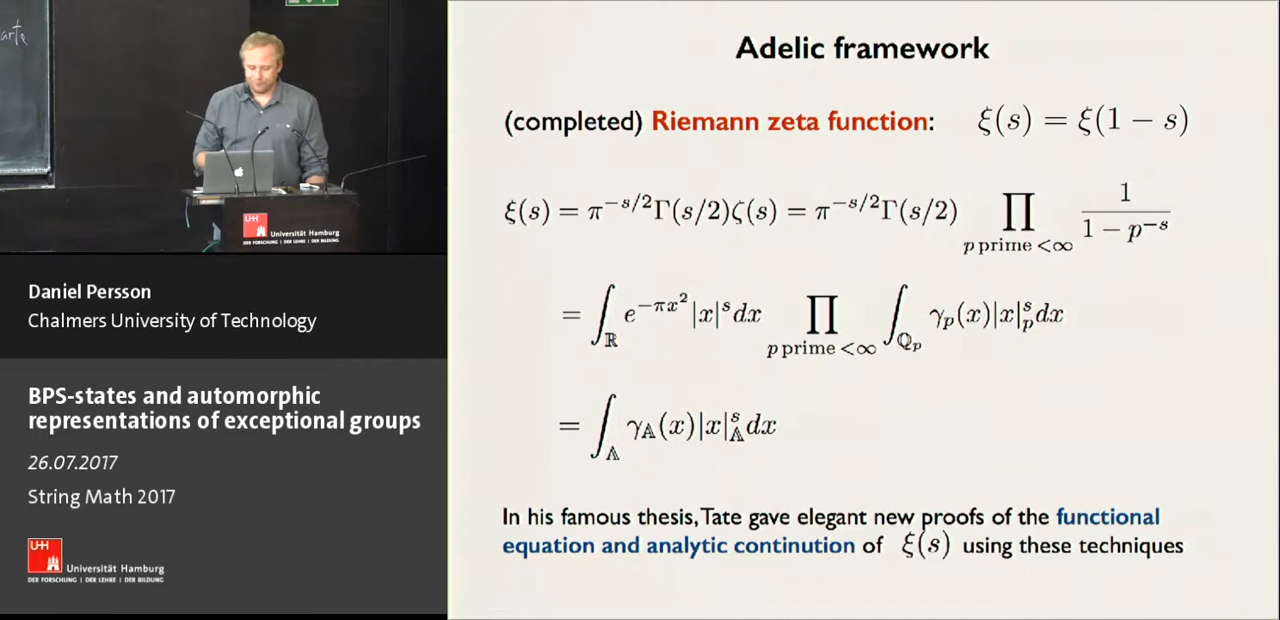 arte
UHH
Universität Hamburg
DER FORSCHUNG | DER LEHRE | DER BILDUNG
Daniel Persson
Chalmers University of Technology
BPS-states and automorphic
representations of exceptional groups
26.07.2017
String Math 2017
UHH
Universität Hamburg
DER FORSCHUNG | DER LEHRE | DER BILDUNG
Adelic framework
(completed) Riemann zeta function: ξ(s) = ξ(1 − s)
ξ(s) = π^{−s/2}Γ(s/2)ζ(s) = π^{−s/2}Γ(s/2) ∏_{p prime <∞} 1/(1 − p^{−s})
= ∫_ℝ e^{−πx²}|x|^s dx ∏_{p prime <∞} ∫_{ℚ_p} γ_p(x)|x|_p^s dx
= ∫_𝔸 γ_𝔸(x)|x|_𝔸^s dx
In his famous thesis, Tate gave elegant new proofs of the functional
equation and analytic continution of ξ(s) using these techniques